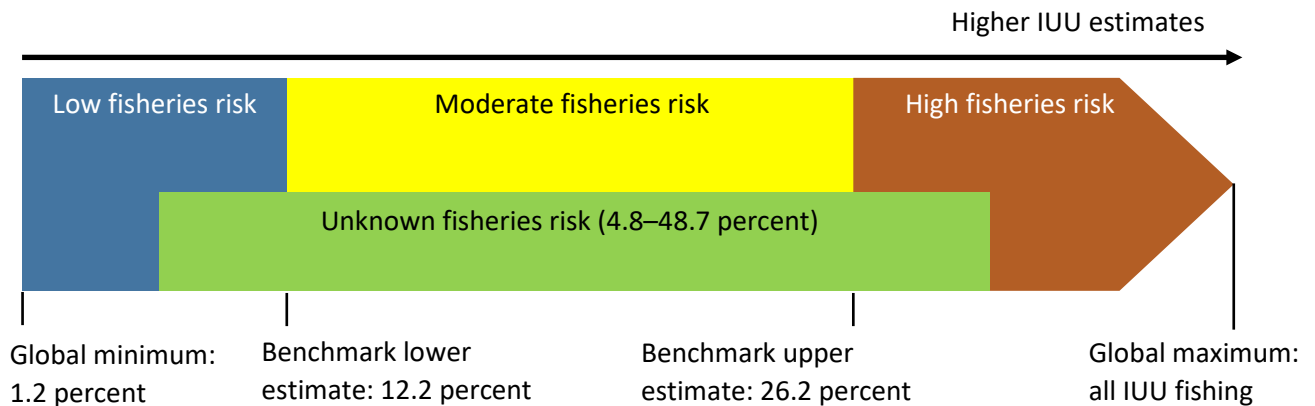 Higher IUU estimates
Low fisheries risk
Moderate fisheries risk
High fisheries risk
Unknown fisheries risk (4.8–48.7 percent)
Global minimum:
1.2 percent
Benchmark lower
estimate: 12.2 percent
Benchmark upper
estimate: 26.2 percent
Global maximum:
all IUU fishing